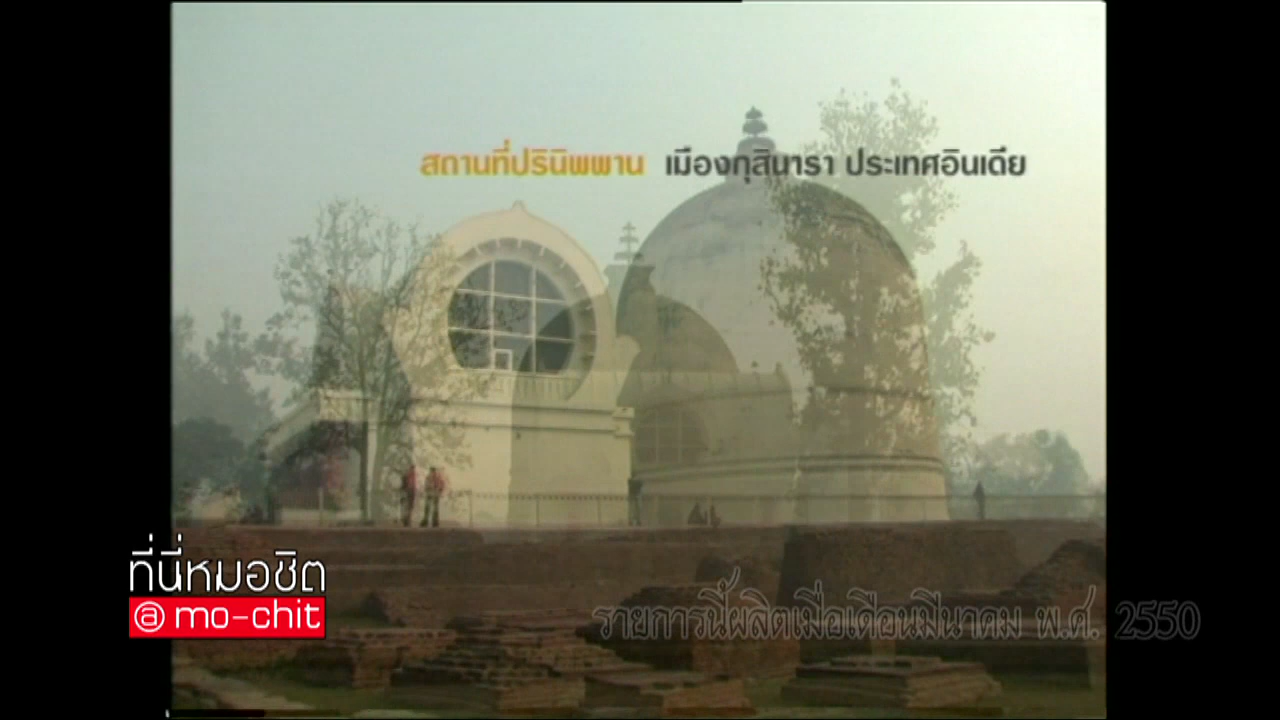 สถานที่ปรินิพพาน เมืองกุสินารา ประเทศอินเดีย
ที่นี่หมอชิต
@ mo-chit
รายการนี้ผลิตเมื่อเดือนมีนาคม พ.ศ. 2550